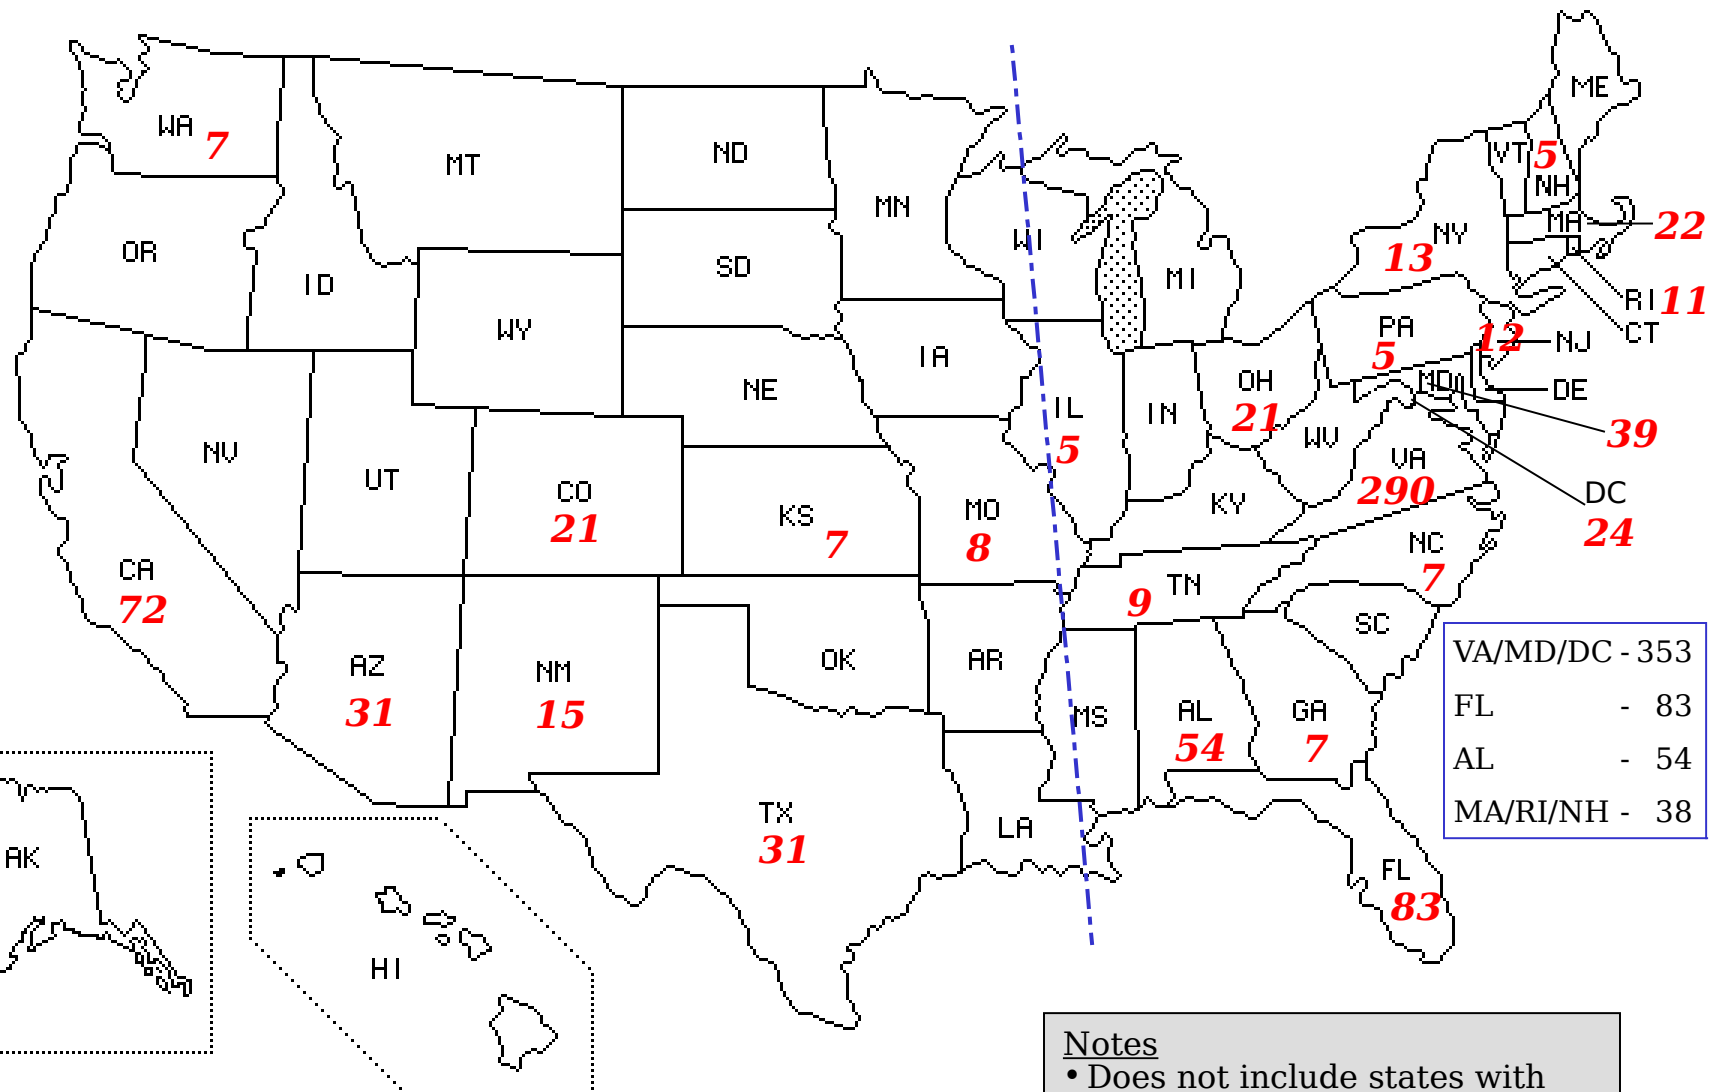 ME
WA
7
MT
ND
VT
5
NH
MN
MA
22
OR
WI
NY
13
SD
MI
ID
RI
11
WY
PA
5
12
NJ
CT
IA
NE
OH
21
MD
DE
IL
5
IN
39
NV
WV
UT
VA
290
CO
21
KS
7
MO
8
KY
DC
24
NC
7
CA
72
TN
9
SC
AZ
31
NM
15
OK
AR
MS
AL
54
GA
7
VA/MD/DC - 353
FL - 83
AL - 54
MA/RI/NH - 38
TX
31
LA
AK
FL
83
HI
Notes
• Does not include states with